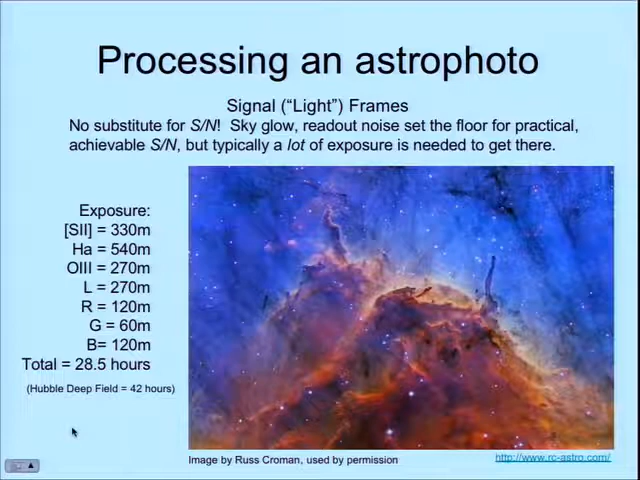 Processing an astrophoto
Signal (“Light”) Frames
No substitute for S/N!  Sky glow, readout noise set the floor for practical,
achievable S/N, but typically a lot of exposure is needed to get there.
Exposure:
[SII] = 330m
Ha = 540m
OIII = 270m
L = 270m
R = 120m
G = 60m
B= 120m
Total = 28.5 hours
(Hubble Deep Field = 42 hours)
Image by Russ Croman, used by permission
http://www.rc-astro.com/